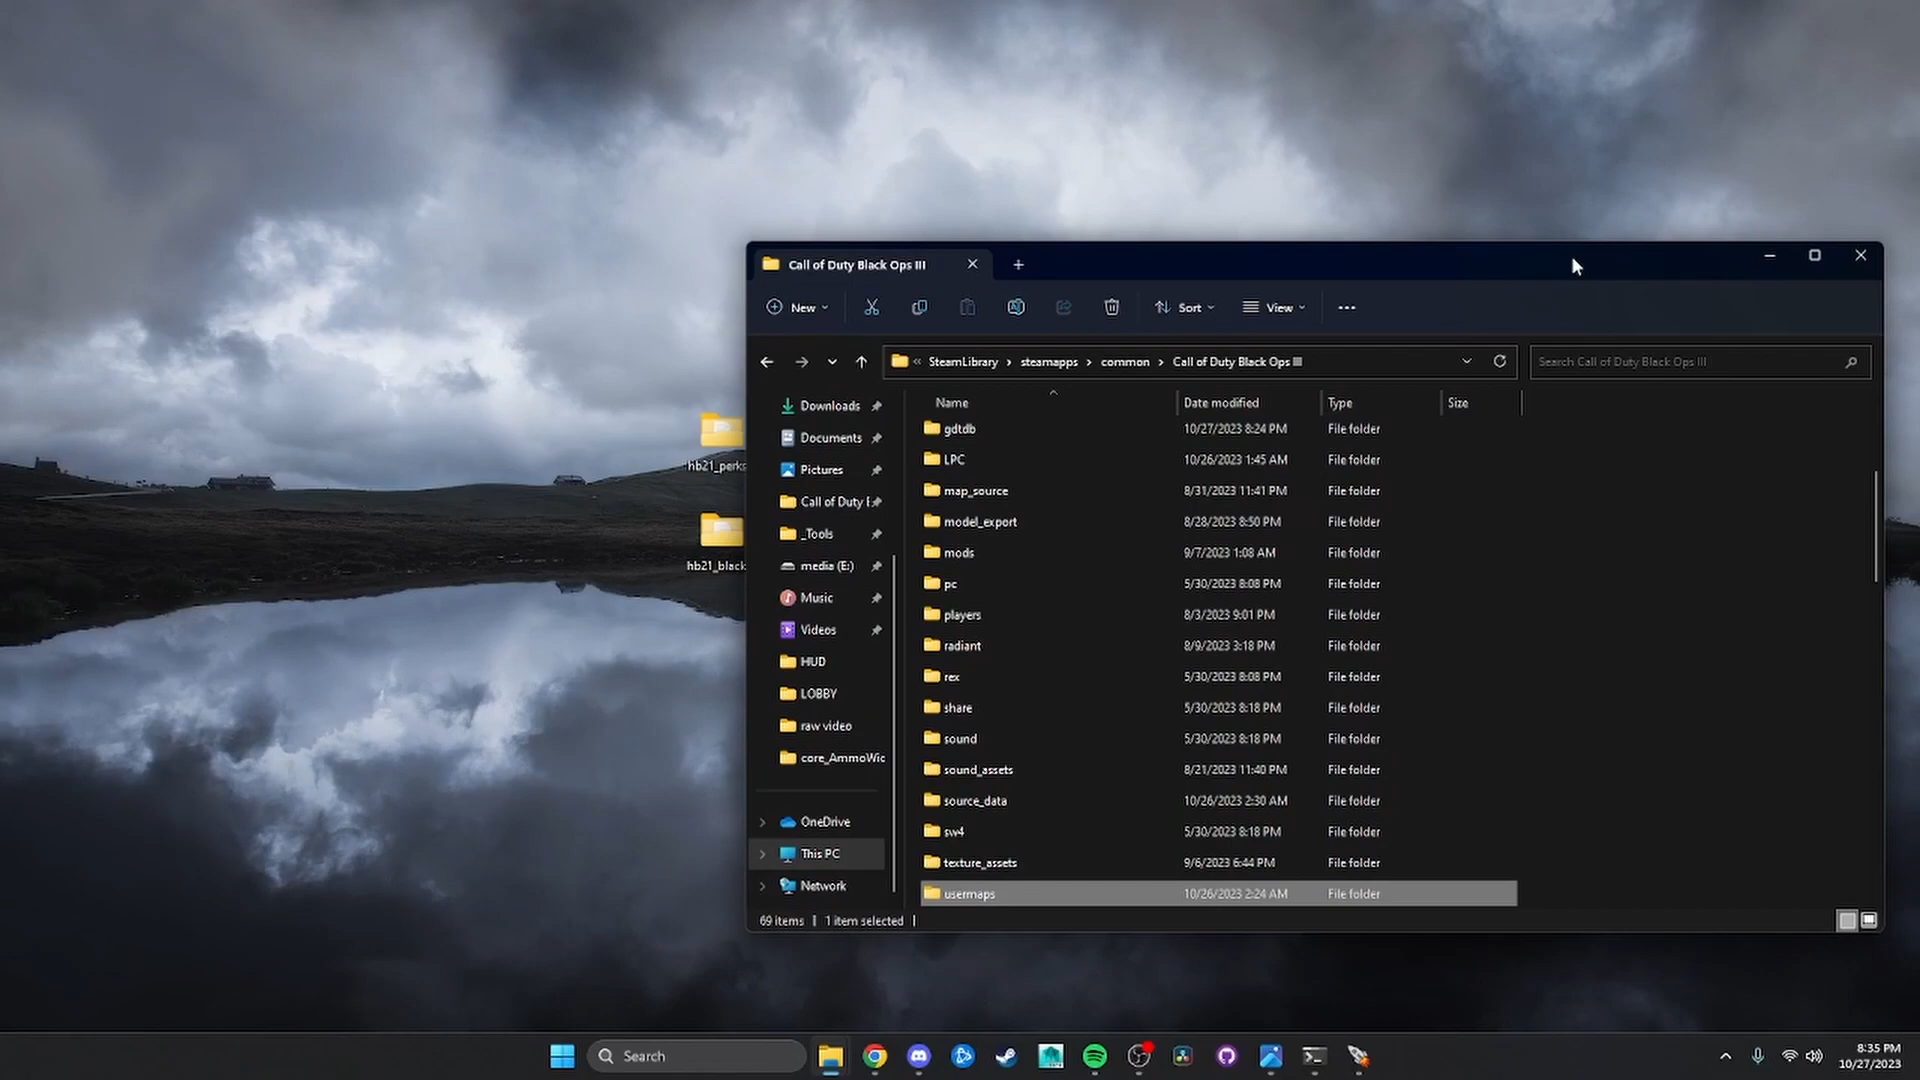 Call of Duty Black Ops III
New
Sort
View
« SteamLibrary › steamapps › common › Call of Duty Black Ops III
Search Call of Duty Black Ops III
Name Date modified Type Size
Downloads
Documents
Pictures
Call of Duty
_Tools
media (E:)
Music
Videos
HUD
LOBBY
raw video
core_AmmoWic
OneDrive
This PC
Network
gdtdb 10/27/2023 8:24 PM File folder
LPC 10/26/2023 1:45 AM File folder
map_source 8/31/2023 11:41 PM File folder
model_export 8/28/2023 8:50 PM File folder
mods 9/7/2023 1:08 AM File folder
pc 5/30/2023 8:08 PM File folder
players 8/3/2023 9:01 PM File folder
radiant 8/9/2023 3:18 PM File folder
rex 5/30/2023 8:08 PM File folder
share 5/30/2023 8:18 PM File folder
sound 5/30/2023 8:18 PM File folder
sound_assets 8/21/2023 11:40 PM File folder
source_data 10/26/2023 2:30 AM File folder
sw4 5/30/2023 8:18 PM File folder
texture_assets 9/6/2023 6:44 PM File folder
usermaps 10/26/2023 2:24 AM File folder
69 items | 1 item selected |
hb21_perks
hb21_black
Search
8:35 PM
10/27/2023